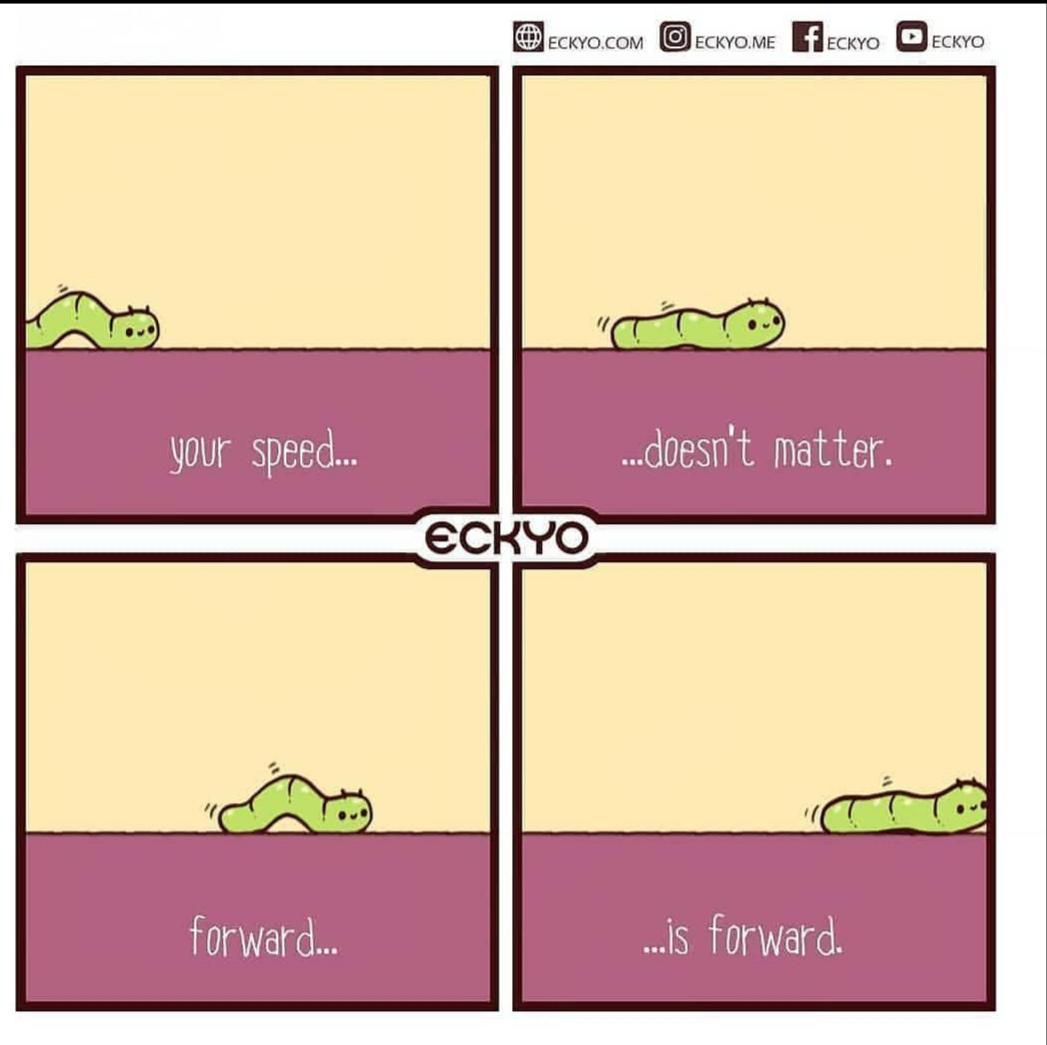 ECKYO.COM ECKYO.ME ECKYO ECKYO
your speed...
...doesn't matter.
ECKYO
forward...
...is forward.